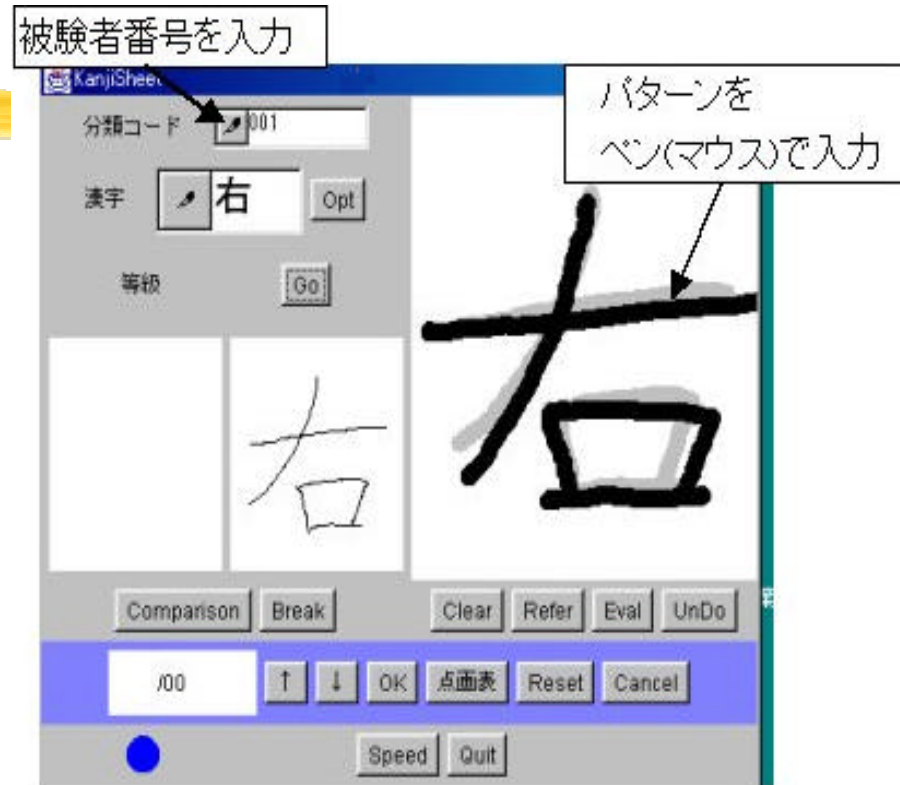 被験者番号を入力
KanjiSheet
パターンを
ペン(マウス)で入力
分類コード 001
漢字 右 Opt
等級 Go
右
右
Comparison Break Clear Refer Eval UnDo
/00 ↑ ↓ OK 点画表 Reset Cancel
Speed Quit